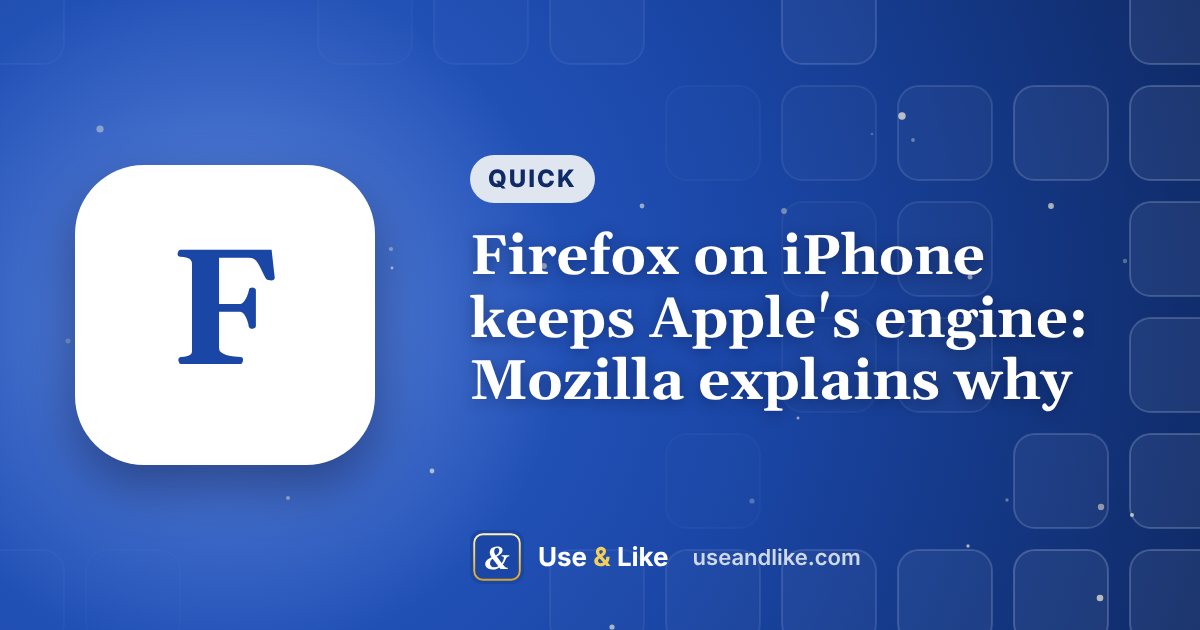 F
QUICK
Firefox on iPhone
keeps Apple's engine:
Mozilla explains why
& Use & Like useandlike.com